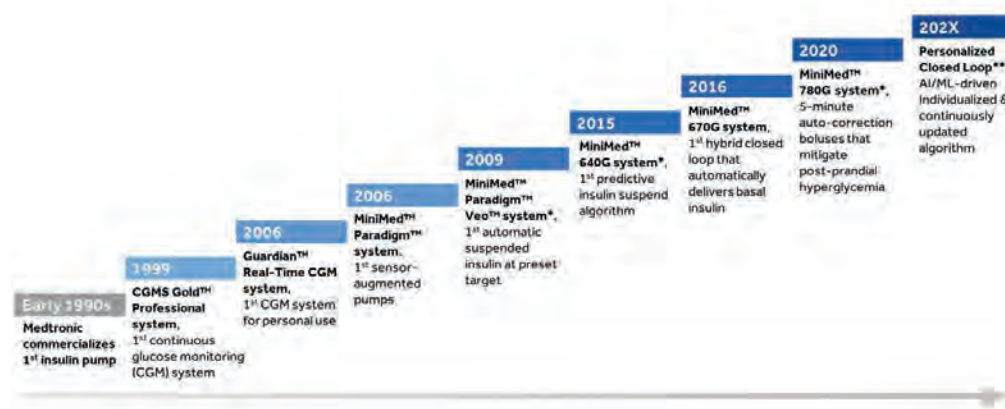 Early 1990s
Medtronic
commercializes
1st insulin pump
1999
CGMS Gold™
Professional
system,
1st continuous
glucose monitoring
(CGM) system
2006
Guardian™
Real-Time CGM
system,
1st CGM system
for personal use
2006
MiniMed™
Paradigm™
system,
1st sensor-
augmented
pumps
2009
MiniMed™
Paradigm™
Veo™ system*,
1st automatic
suspended
insulin at preset
target
2015
MiniMed™
640G system*,
1st predictive
insulin suspend
algorithm
2016
MiniMed™
670G system,
1st hybrid closed
loop that
automatically
delivers basal
insulin
2020
MiniMed™
780G system*,
5-minute
auto-correction
boluses that
mitigate
post-prandial
hyperglycemia
202X
Personalized
Closed Loop**
AI/ML-driven
individualized &
continuously
updated
algorithm